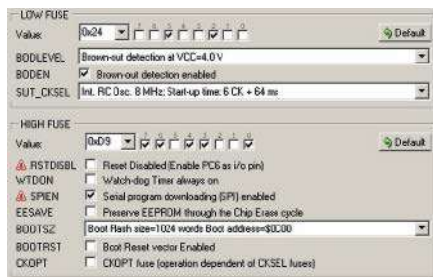 LOW FUSE
Value: 0x24 7 6 5 4 3 2 1 0 Default
BODLEVEL Brown-out detection at VCC=4.0 V
BODEN Brown-out detection enabled
SUT_CKSEL Int. RC Osc. 8 MHz; Start-up time: 6 CK + 64 ms
HIGH FUSE
Value: 0xD9 7 6 5 4 3 2 1 0 Default
RSTDISBL Reset Disabled (Enable PC6 as i/o pin)
WTDON Watch-dog Timer always on
SPIEN Serial program downloading (SPI) enabled
EESAVE Preserve EEPROM through the Chip Erase cycle
BOOTSZ Boot Flash size=1024 words Boot address=$0C00
BOOTRST Boot Reset vector Enabled
CKOPT CKOPT fuse (operation dependent of CKSEL fuses)